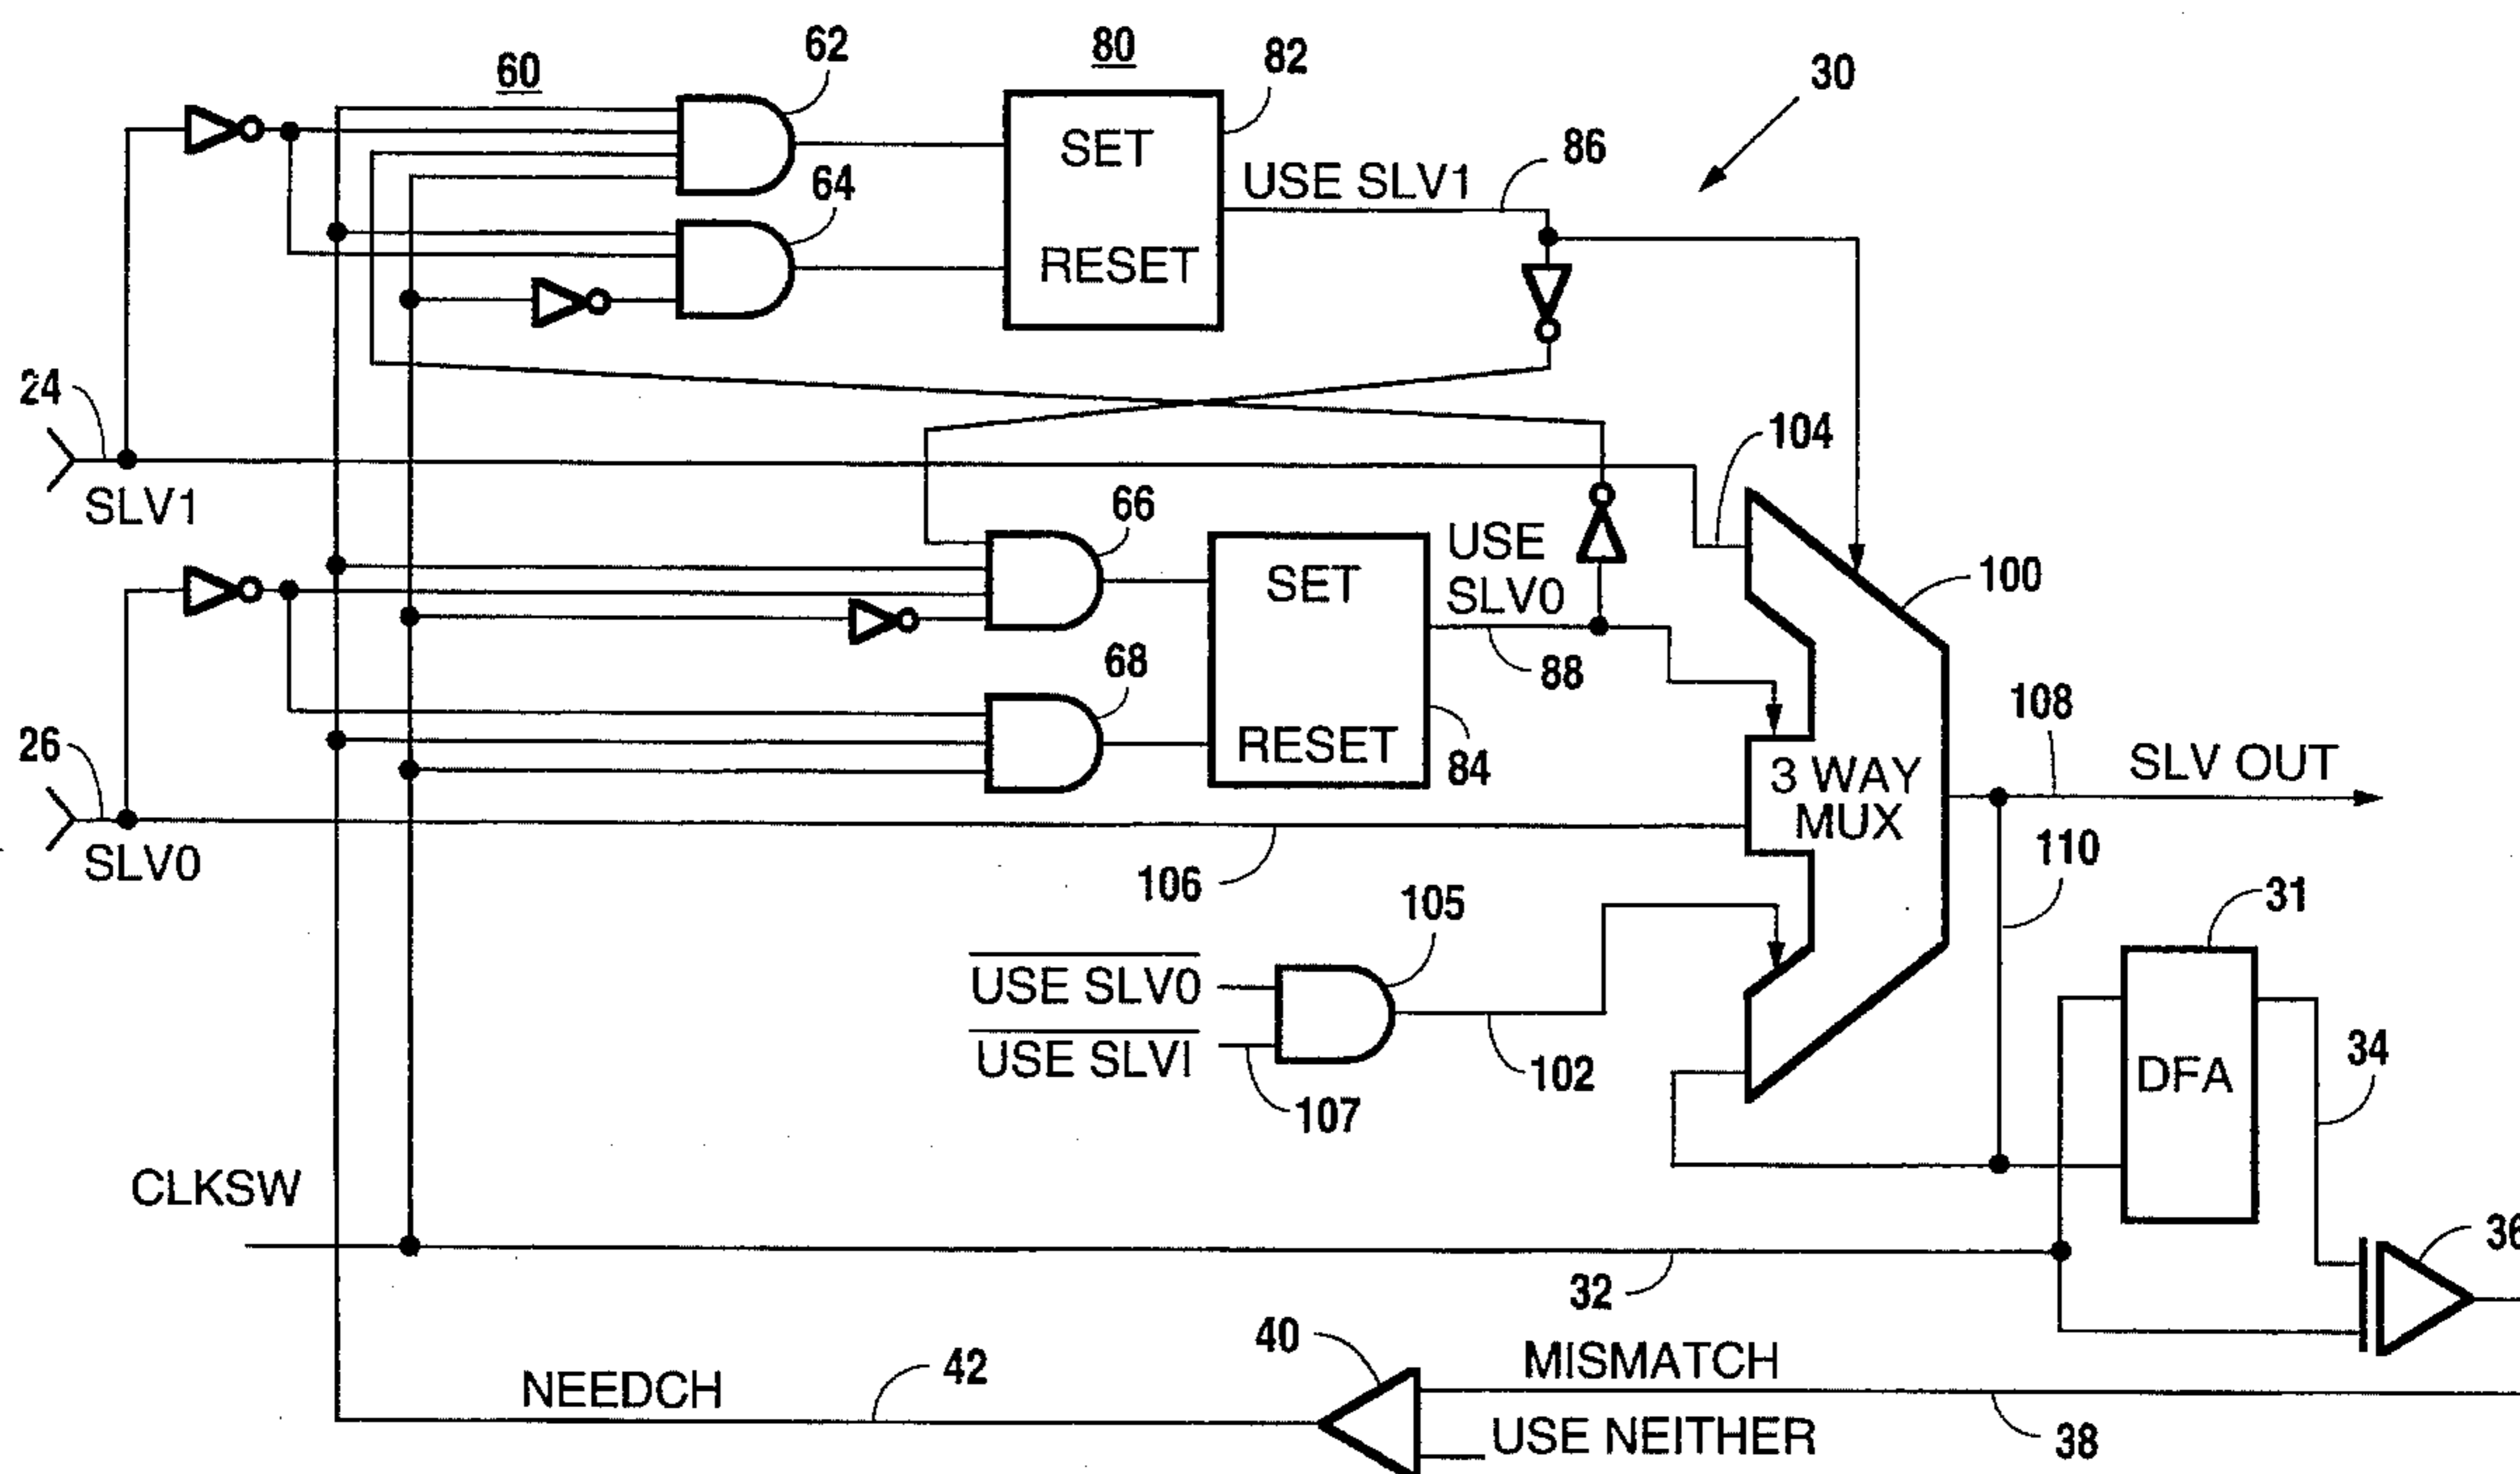 60
62
80
82
30
SET
64
USE SLV1
86
RESET
24
104
SLV1
66
USE
SLV0
SET
100
68
88
108
26
RESET
84
3 WAY
MUX
SLV OUT
SLV0
106
105
110
31
USE SLV0
USE SLVI
102
107
DFA
34
CLKSW
32
36
40
MISMATCH
NEEDCH
42
USE NEITHER
38